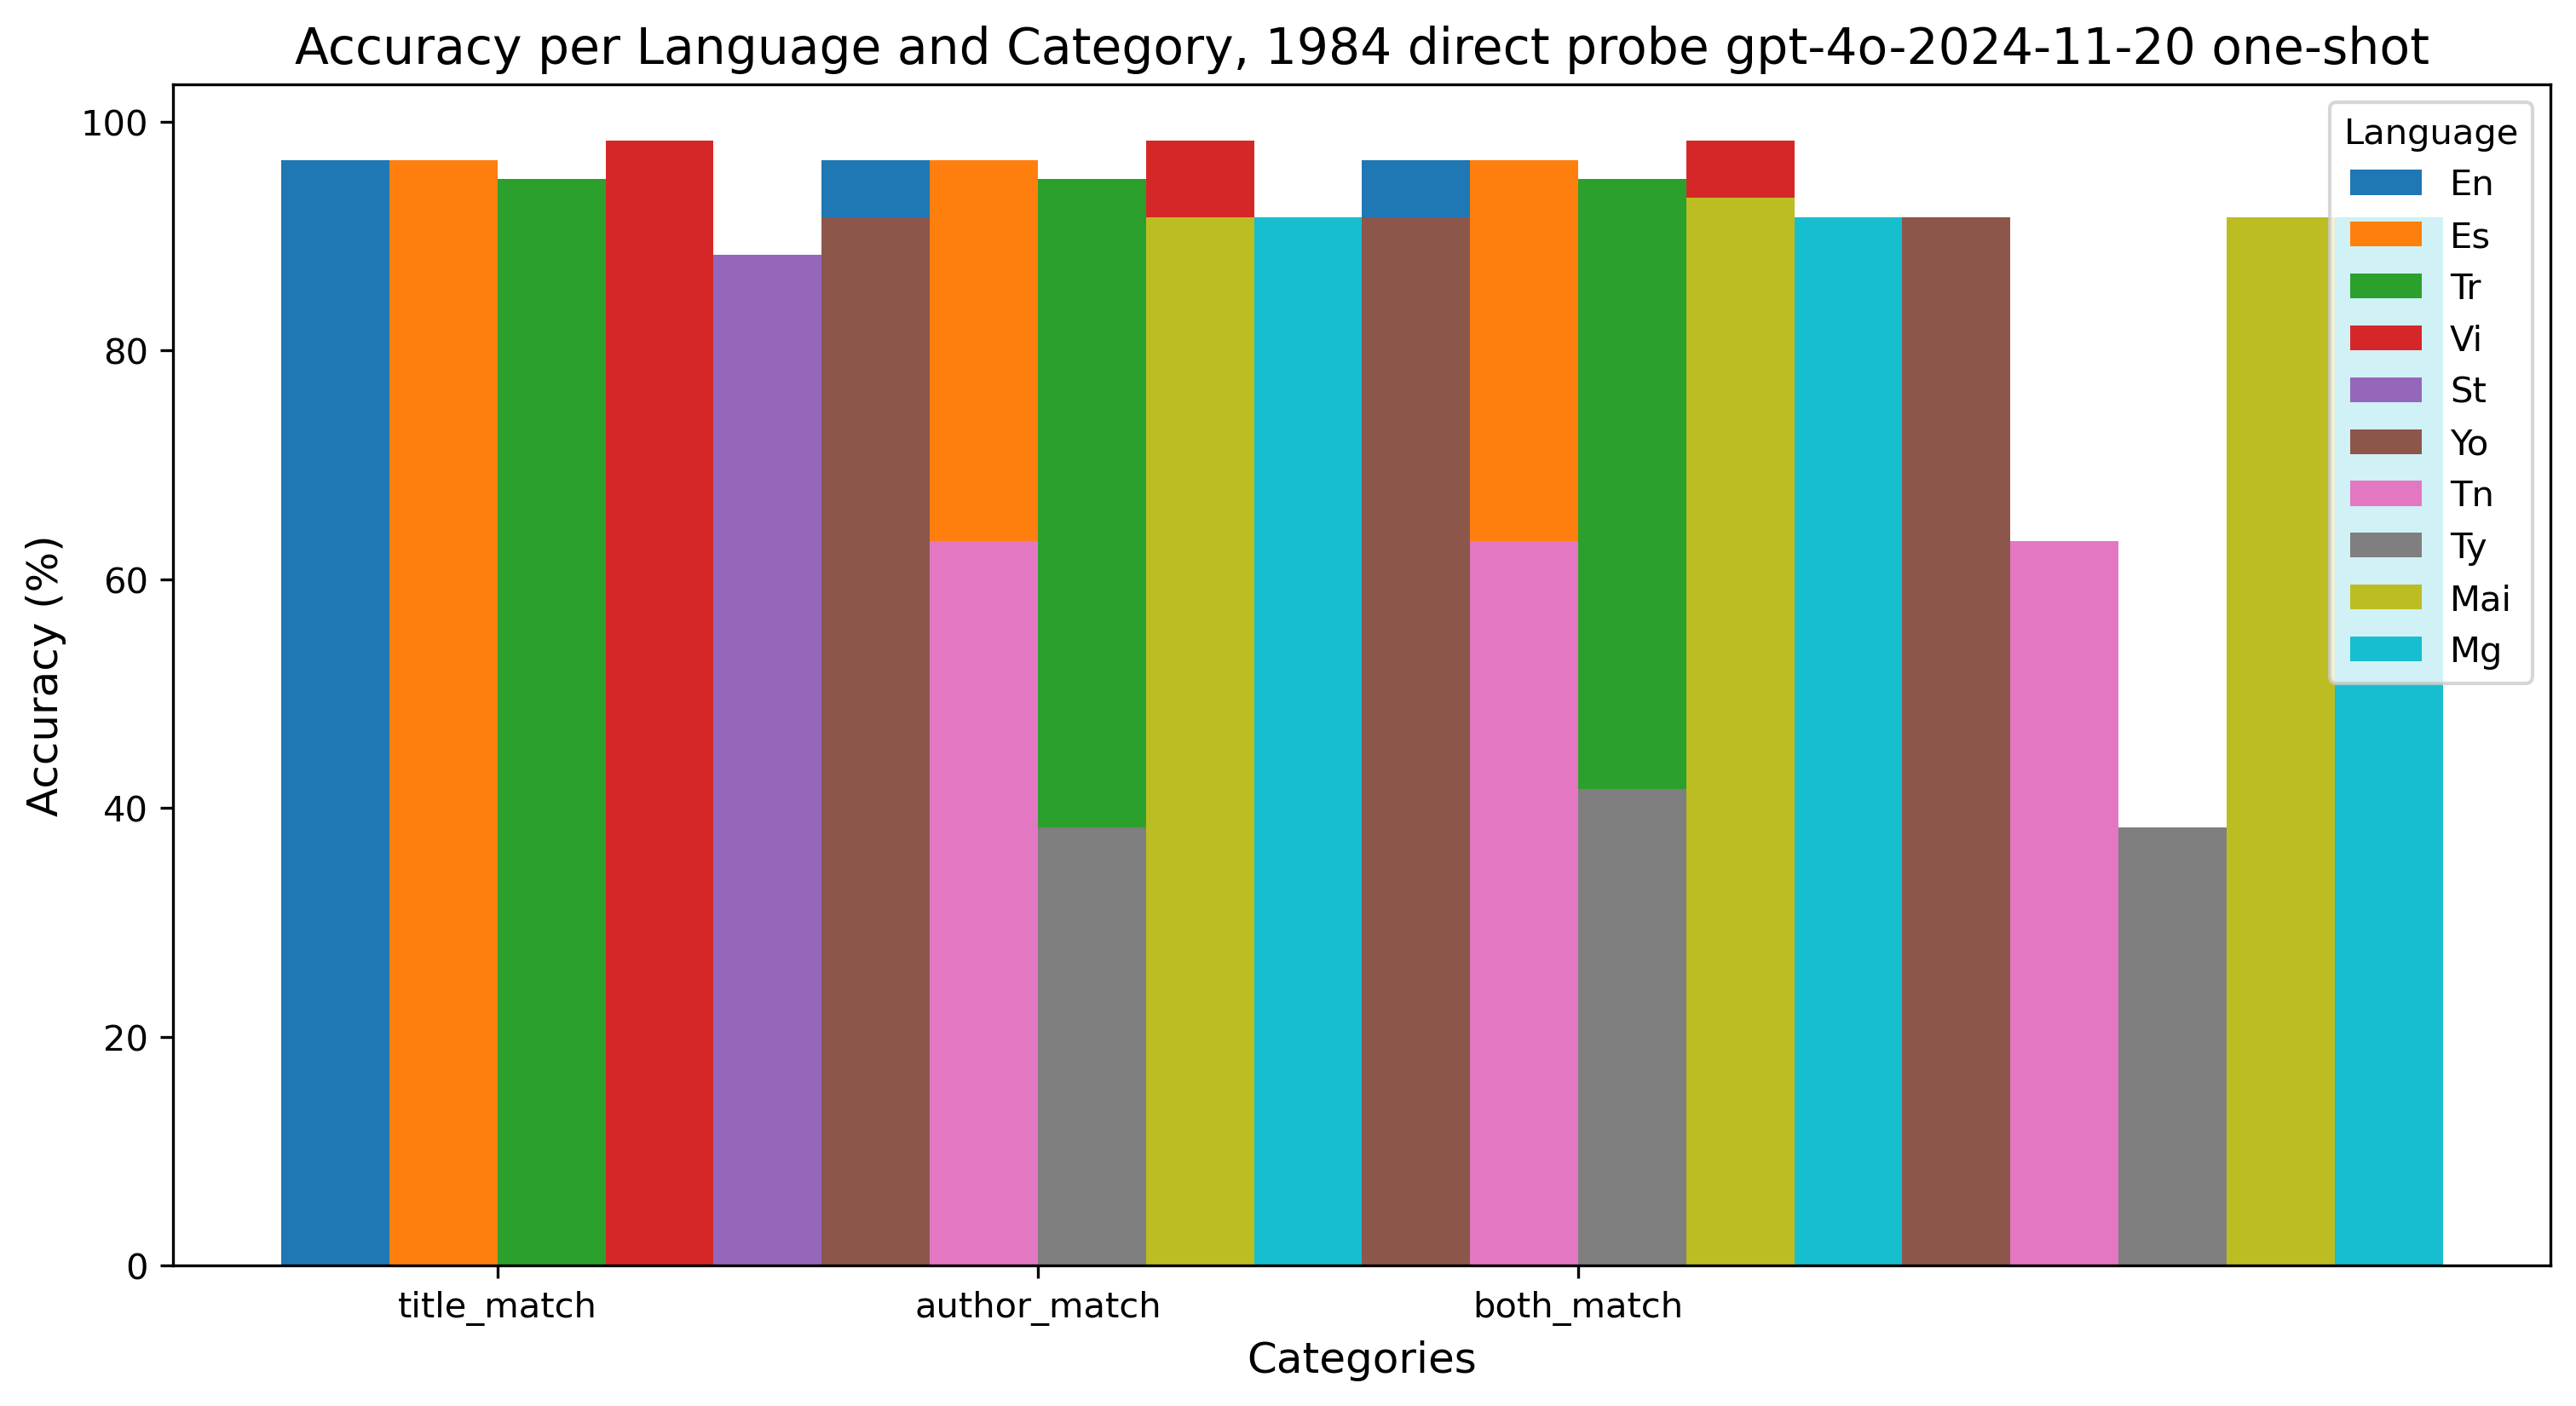 Accuracy per Language and Category, 1984 direct probe gpt-4o-2024-11-20 one-shot
Accuracy (%)
100
80
60
40
20
0
Language
En
Es
Tr
Vi
St
Yo
Tn
Ty
Mai
Mg
title_match
author_match
both_match
Categories